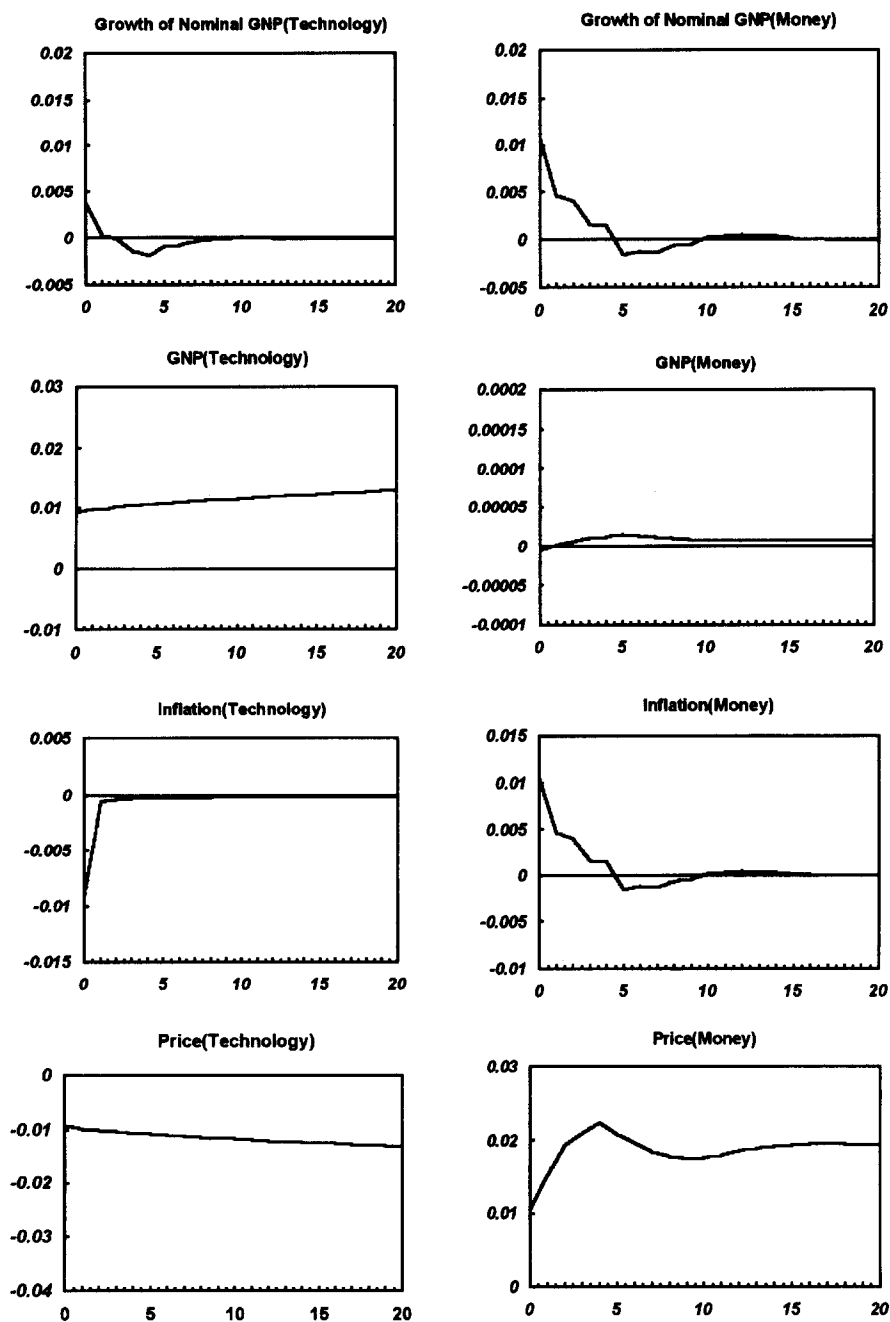 Growth of Nominal GNP(Technology)
0.02
0.015
0.01
0.005
0
-0.005
0 5 10 15 20
Growth of Nominal GNP(Money)
0.02
0.015
0.01
0.005
0
-0.005
0 5 10 15 20
GNP(Technology)
0.03
0.02
0.01
0
-0.01
0 5 10 15 20
GNP(Money)
0.0002
0.00015
0.0001
0.00005
0
-0.00005
-0.0001
0 5 10 15 20
Inflation(Technology)
0.005
0
-0.005
-0.01
-0.015
0 5 10 15 20
Inflation(Money)
0.015
0.01
0.005
0
-0.005
-0.01
0 5 10 15 20
Price(Technology)
0
-0.01
-0.02
-0.03
-0.04
0 5 10 15 20
Price(Money)
0.03
0.02
0.01
0
0 5 10 15 20